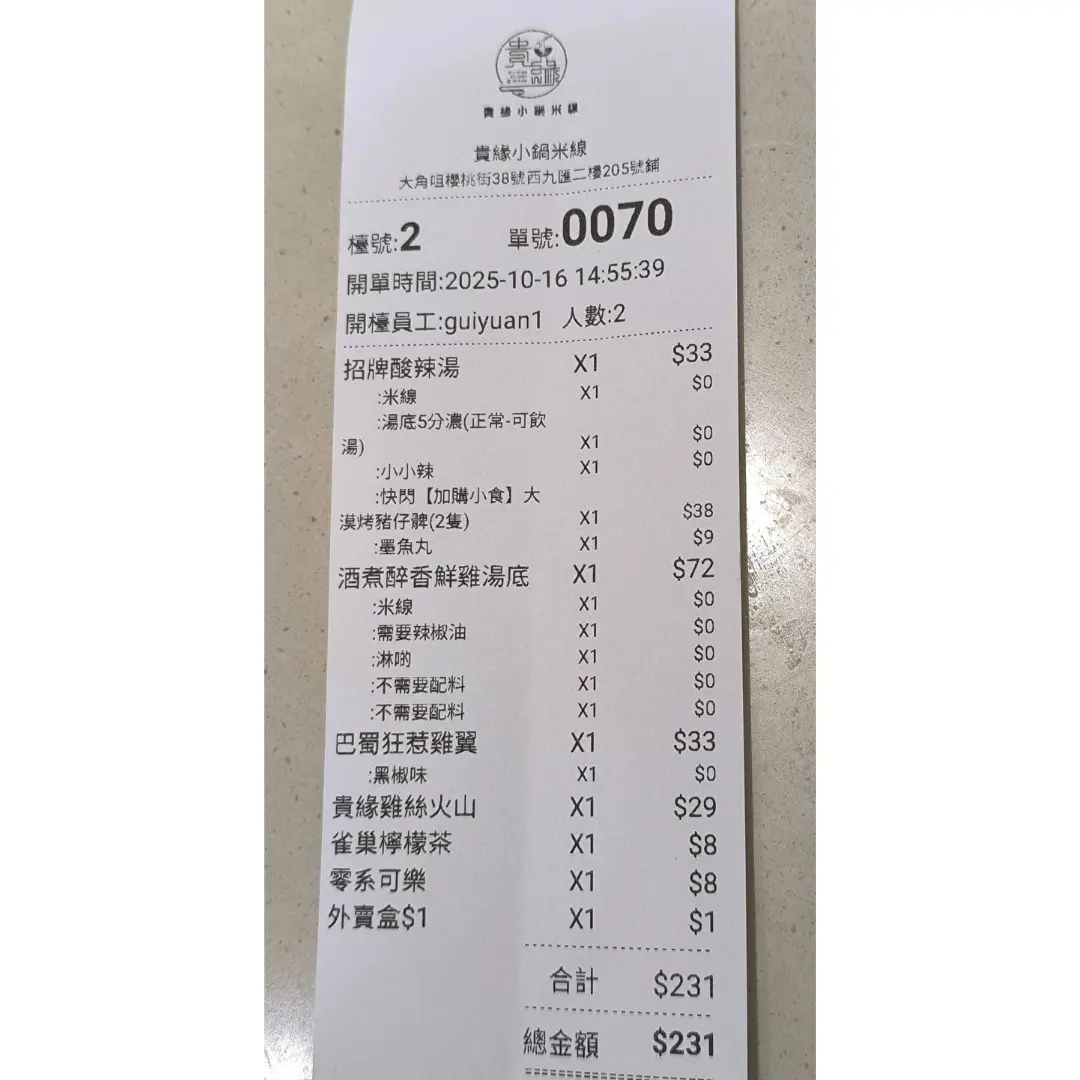 貴緣
貴緣小鍋米線
貴緣小鍋米線
大角咀櫻桃街38號西九匯二樓205號鋪
檯號:2 單號:0070
開單時間:2025-10-16 14:55:39
開檯員工:guiyuan1 人數:2
招牌酸辣湯 X1 $33
:米線 X1 $0
:湯底5分濃(正常-可飲
湯) X1 $0
:小小辣 X1 $0
:快閃【加購小食】大
漠烤豬仔髀(2隻) X1 $38
:墨魚丸 X1 $9
酒煮醉香鮮雞湯底 X1 $72
:米線 X1 $0
:需要辣椒油 X1 $0
:淋啲 X1 $0
:不需要配料 X1 $0
:不需要配料 X1 $0
巴蜀狂惹雞翼 X1 $33
:黑椒味 X1 $0
貴緣雞絲火山 X1 $29
雀巢檸檬茶 X1 $8
零系可樂 X1 $8
外賣盒$1 X1 $1
合計 $231
總金額 $231